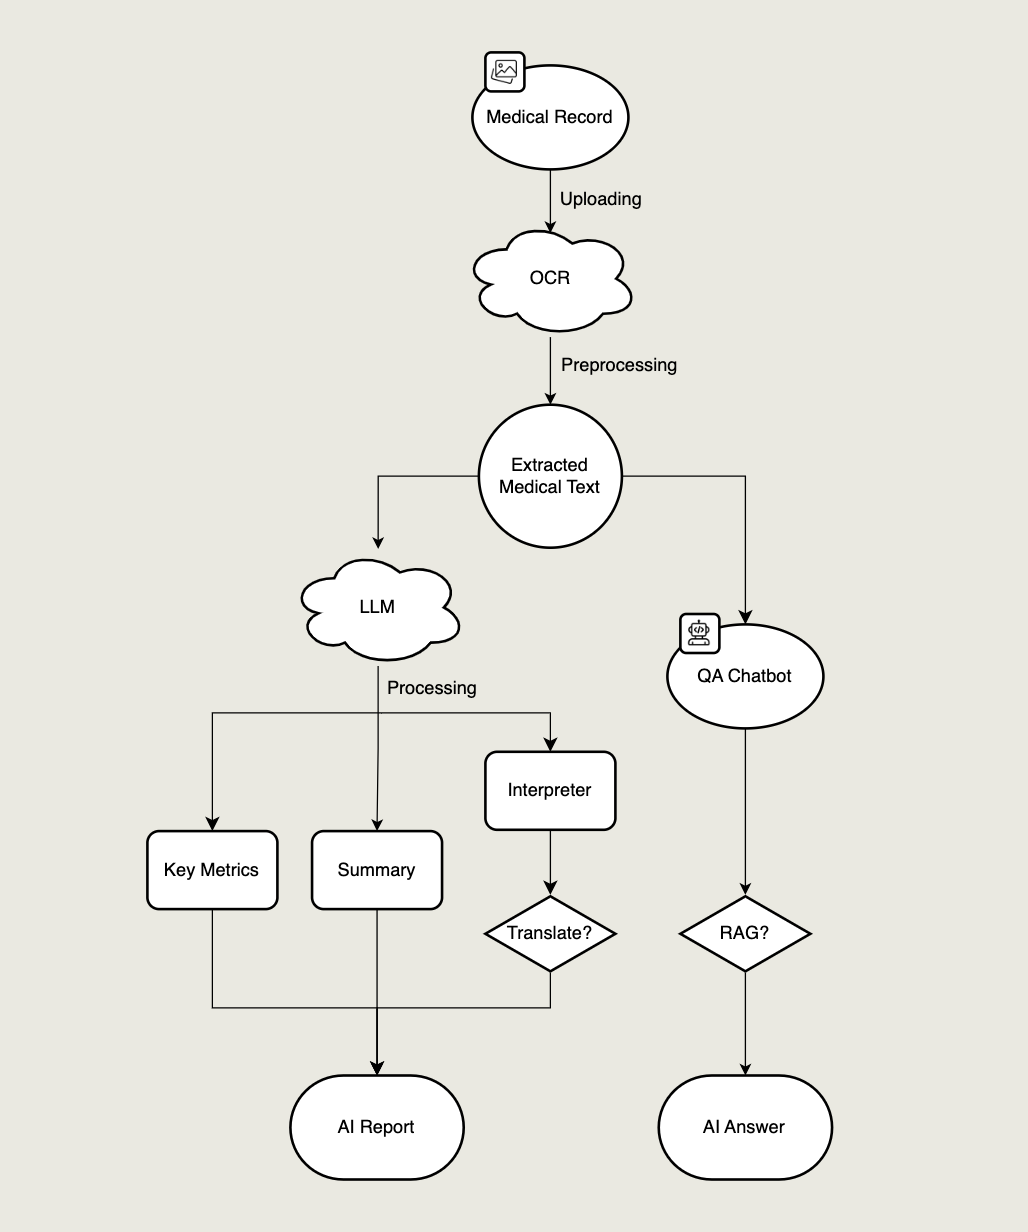 Medical Record
Uploading
OCR
Preprocessing
Extracted
Medical Text
LLM
Processing
QA Chatbot
Interpreter
Key Metrics
Summary
Translate?
RAG?
AI Report
AI Answer